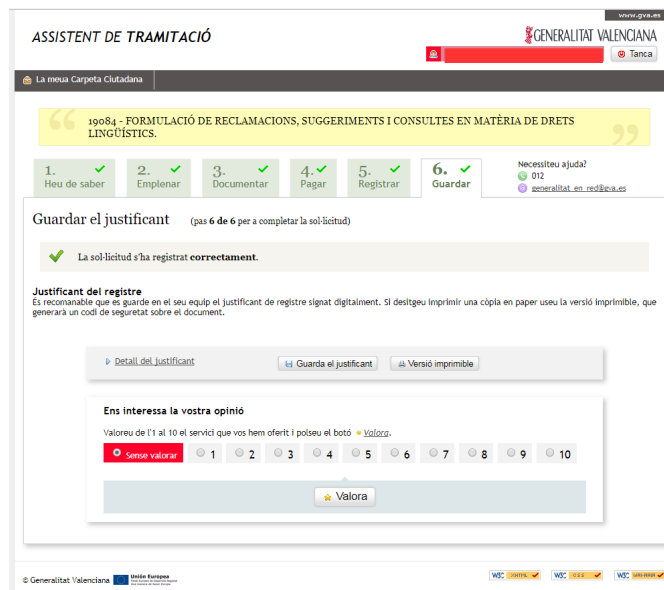 www.gva.es
ASSISTENT DE TRAMITACIÓ
GENERALITAT VALENCIANA
Tanca
La meua Carpeta Ciutadana
19084 - FORMULACIÓ DE RECLAMACIONS, SUGGERIMENTS I CONSULTES EN MATÈRIA DE DRETS
LINGÜÍSTICS.
1. Heu de saber
2. Emplenar
3. Documentar
4. Pagar
5. Registrar
6. Guardar
Necessiteu ajuda?
012
generalitat_en_red@gva.es
Guardar el justificant (pas 6 de 6 per a completar la sol·licitud)
La sol·licitud s'ha registrat correctament.
Justificant del registre
És recomanable que es guarde en el seu equip el justificant de registre signat digitalment. Si desitgeu imprimir una còpia en paper useu la versió imprimible, que
generarà un codi de seguretat sobre el document.
Detall del justificant
Guarda el justificant
Versió imprimible
Ens interessa la vostra opinió
Valoreu de l'1 al 10 el servici que vos hem oferit i polseu el botó Valora.
Sense valorar 1 2 3 4 5 6 7 8 9 10
Valora
© Generalitat Valenciana
Unión Europea
W3C XHTML
W3C CSS
W3C